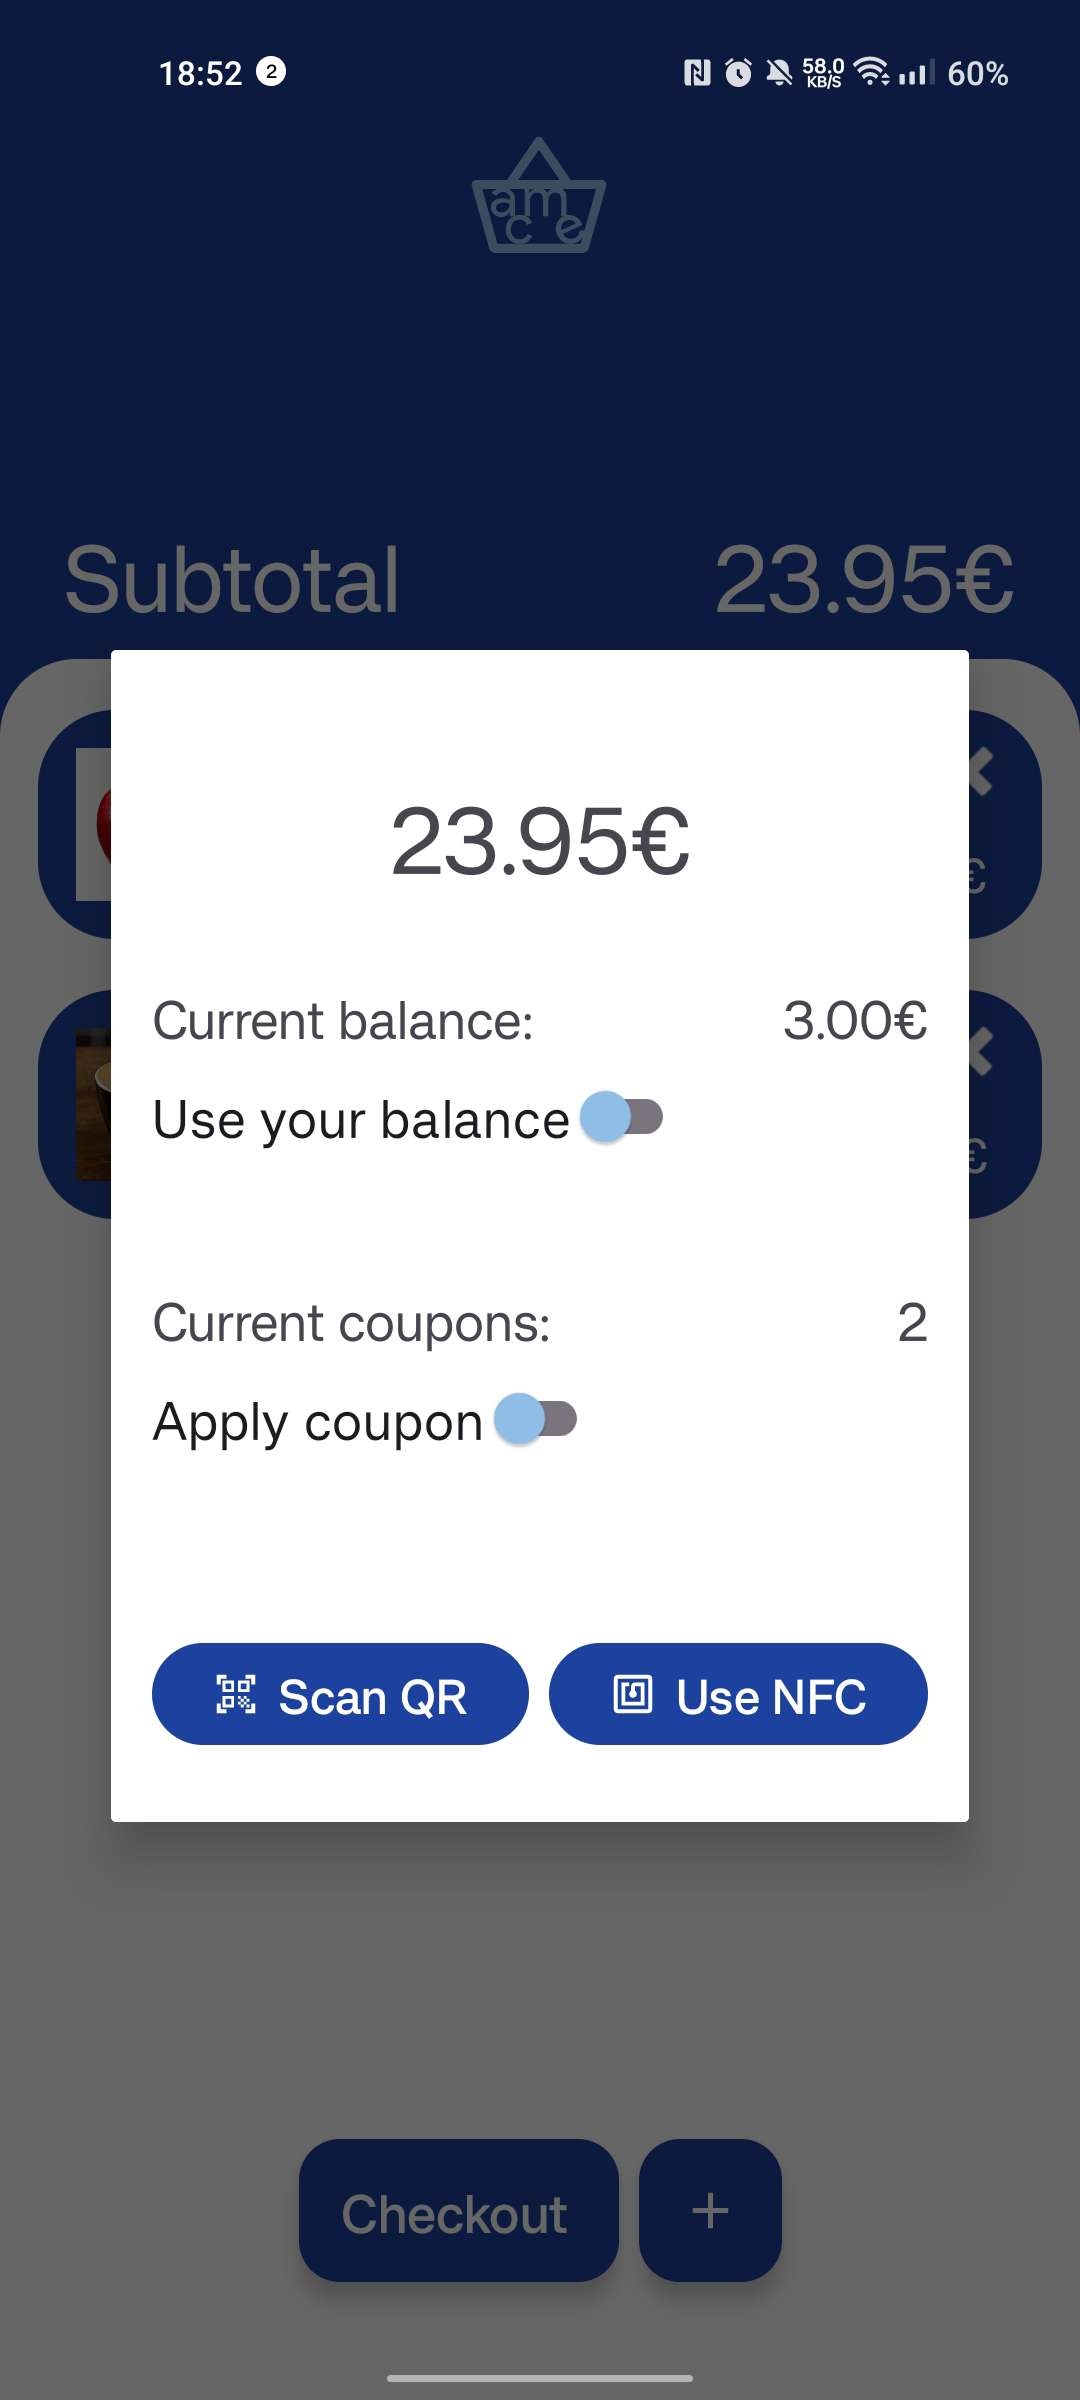 18:52 2 58.0 KB/S 60%
am
c e
Subtotal 23.95€
23.95€
€
Current balance: 3.00€
Use your balance
€
Current coupons: 2
Apply coupon
Scan QR Use NFC
Checkout +